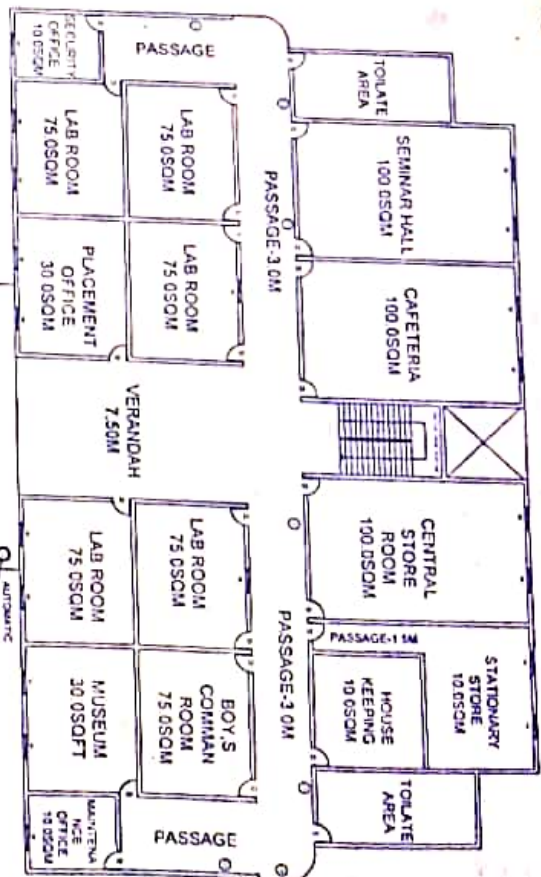 SECURITY
OFFICE
10.0SQM
PASSAGE
TOILATE
AREA
LAB ROOM
75.0SQM
LAB ROOM
75.0SQM
PASSAGE-3.0M
SEMINAR HALL
100.0SQM
PLACEMENT
OFFICE
30.0SQM
LAB ROOM
75.0SQM
CAFETERIA
100.0SQM
VERANDAH
7.50M
LAB ROOM
75.0SQM
LAB ROOM
75.0SQM
CENTRAL
STORE
ROOM
100.0SQM
MUSEUM
30.0SQFT
BOY,S
COMMAN
ROOM
75.0SQM
PASSAGE-3.0M
PASSAGE-1.5M
HOUSE
KEEPING
10.0SQM
STATIONARY
STORE
10.0SQM
MAINTENA
NCE
OFFICE
10.0SQM
PASSAGE
TOILATE
AREA
AUTOMATIC